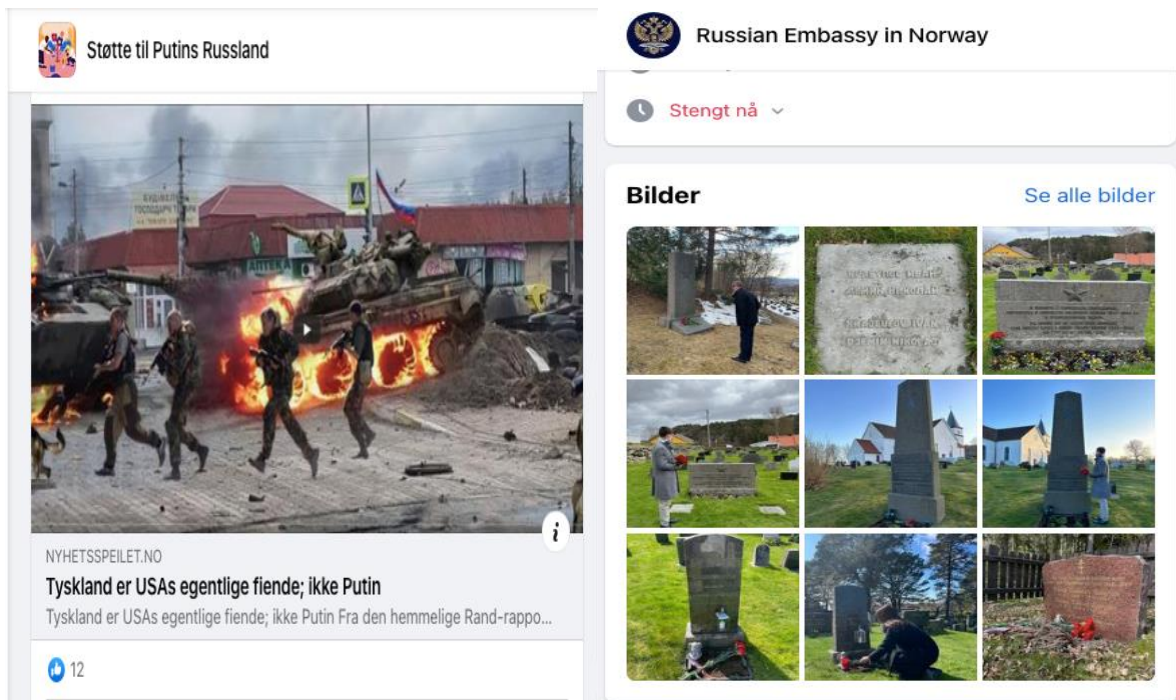 Støtte til Putins Russland
АПТЕКА
NYHETSSPEILET.NO
Tyskland er USAs egentlige fiende; ikke Putin
Tyskland er USAs egentlige fiende; ikke Putin Fra den hemmelige Rand-rappo...
12
Russian Embassy in Norway
Stengt nå
Bilder
Se alle bilder